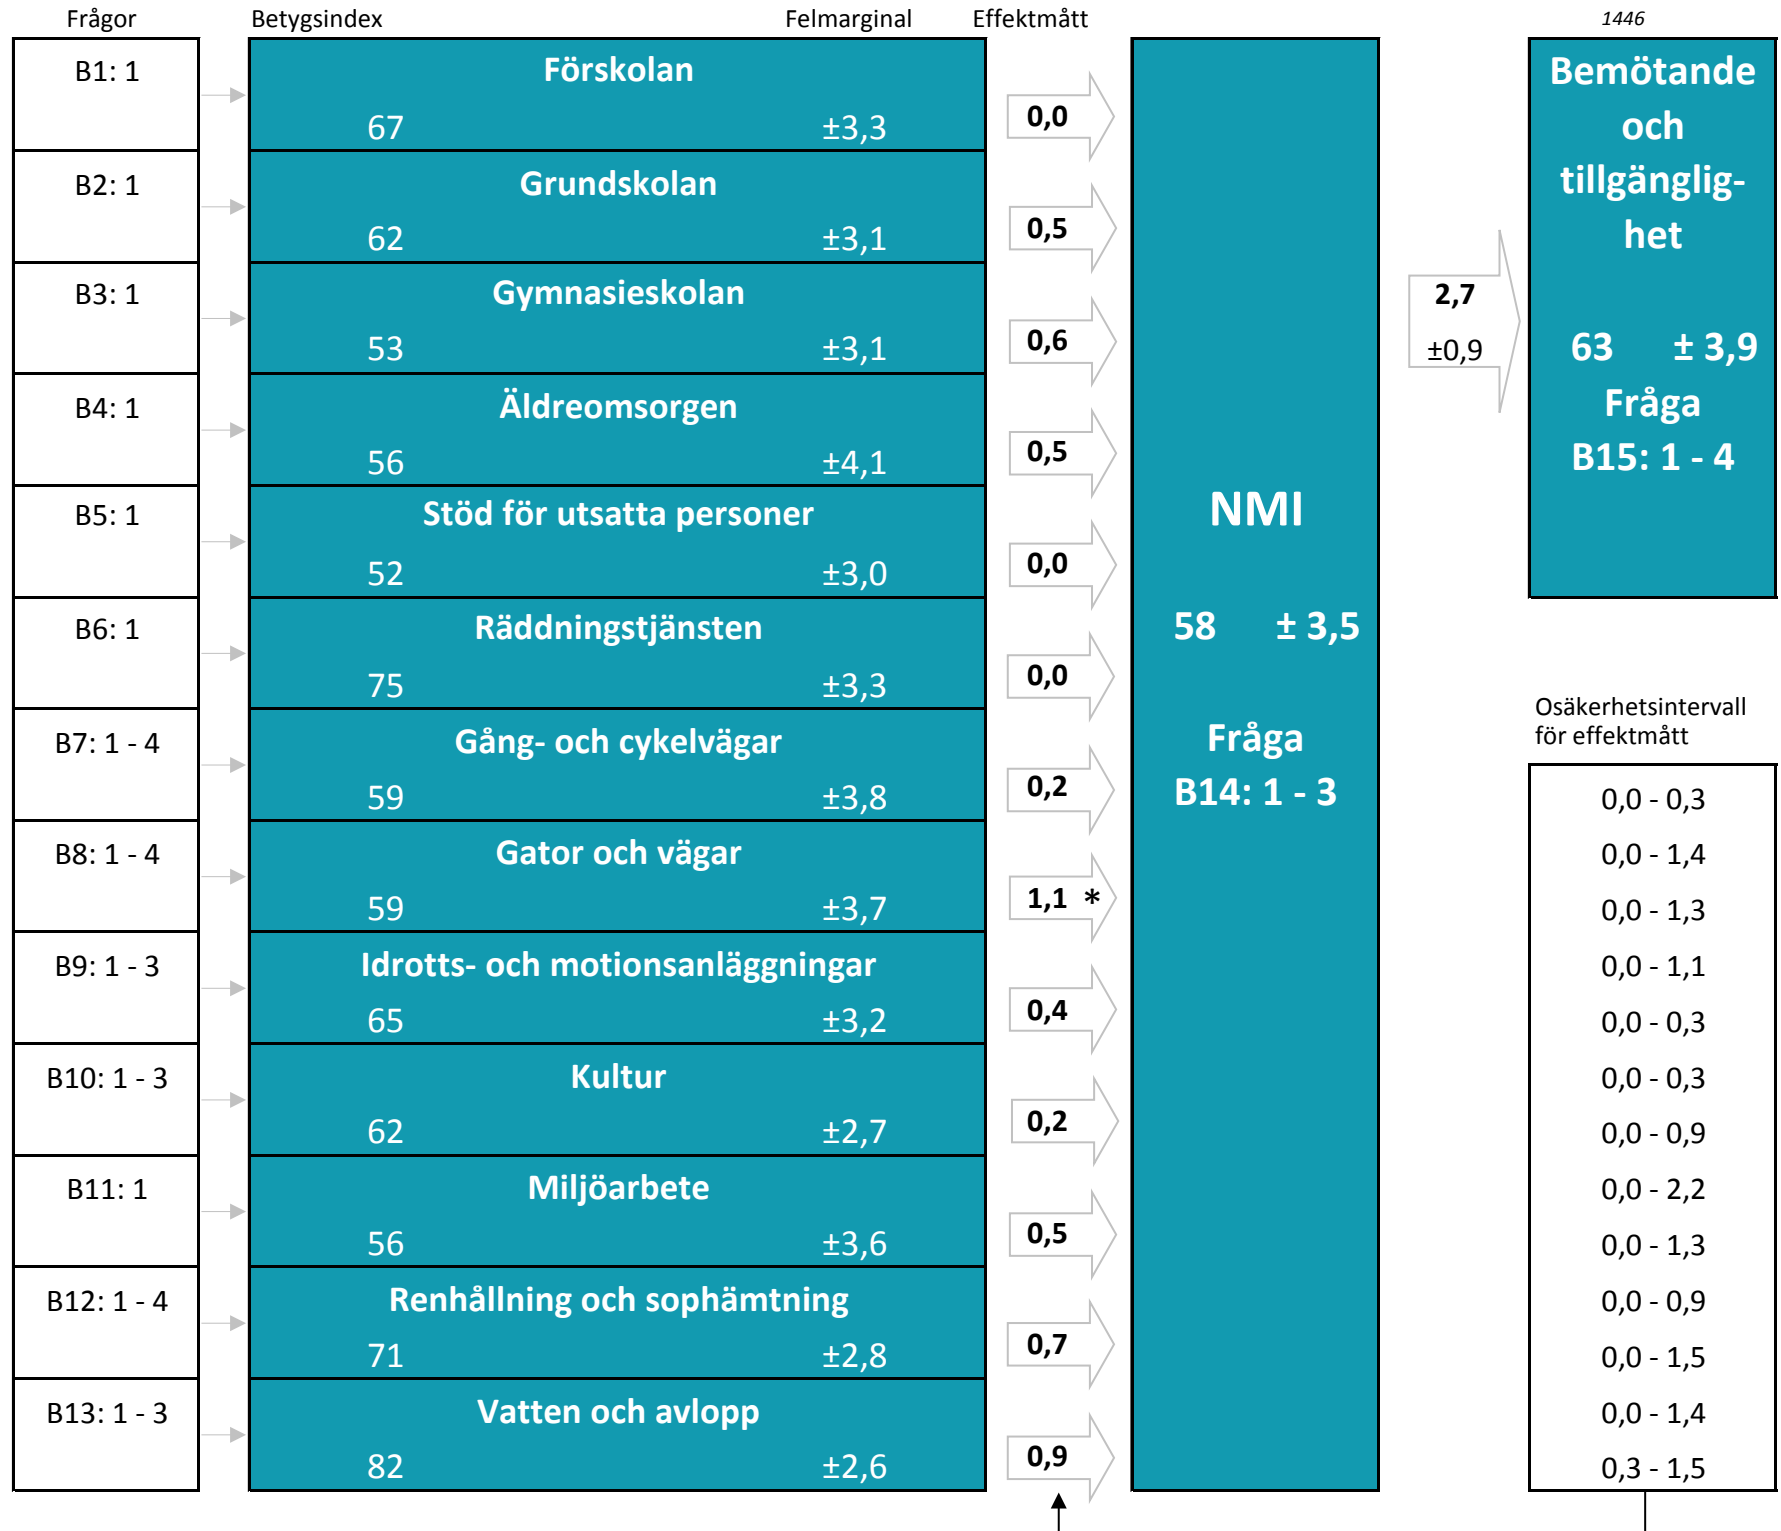 Frågor Betygsindex Felmarginal Effektmått 1446
B1: 1 Förskolan
67 ±3,3 0,0
B2: 1 Grundskolan
62 ±3,1 0,5
B3: 1 Gymnasieskolan
53 ±3,1 0,6
B4: 1 Äldreomsorgen
56 ±4,1 0,5
B5: 1 Stöd för utsatta personer
52 ±3,0 0,0
B6: 1 Räddningstjänsten
75 ±3,3 0,0
B7: 1 - 4 Gång- och cykelvägar
59 ±3,8 0,2
B8: 1 - 4 Gator och vägar
59 ±3,7 1,1 *
B9: 1 - 3 Idrotts- och motionsanläggningar
65 ±3,2 0,4
B10: 1 - 3 Kultur
62 ±2,7 0,2
B11: 1 Miljöarbete
56 ±3,6 0,5
B12: 1 - 4 Renhållning och sophämtning
71 ±2,8 0,7
B13: 1 - 3 Vatten och avlopp
82 ±2,6 0,9
NMI
58 ± 3,5
Fråga
B14: 1 - 3
2,7
±0,9
Bemötande
och
tillgänglig-
het
63 ± 3,9
Fråga
B15: 1 - 4
Osäkerhetsintervall
för effektmått
0,0 - 0,3
0,0 - 1,4
0,0 - 1,3
0,0 - 1,1
0,0 - 0,3
0,0 - 0,3
0,0 - 0,9
0,0 - 2,2
0,0 - 1,3
0,0 - 0,9
0,0 - 1,5
0,0 - 1,4
0,3 - 1,5